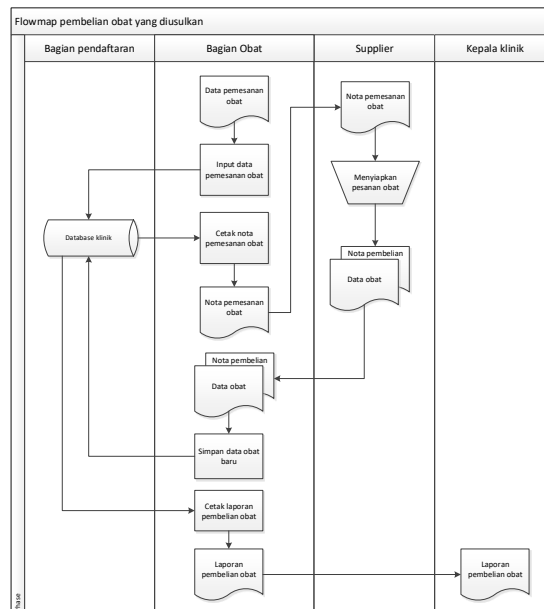 Flowmap pembelian obat yang diusulkan
Bagian pendaftaran
Bagian Obat
Supplier
Kepala klinik
Data pemesanan
obat
Nota pemesanan
obat
Input data
pemesanan obat
Menyiapkan
pesanan obat
Database klinik
Cetak nota
pemesanan obat
Nota pembelian
Data obat
Nota pemesanan
obat
Nota pembelian
Data obat
Simpan data obat
baru
Cetak laporan
pembelian obat
Laporan
pembelian obat
Laporan
pembelian obat